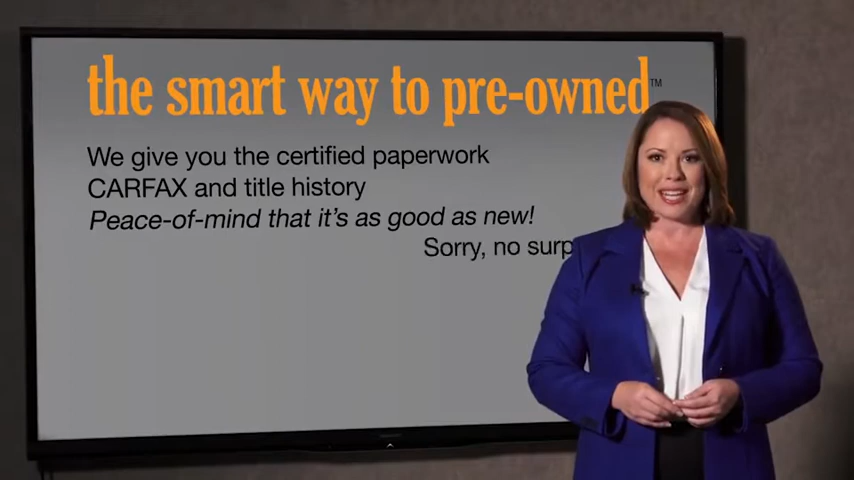 the smart way to pre-owned™
We give you the certified paperwork
CARFAX and title history
Peace-of-mind that it's as good as new!
Sorry, no surp